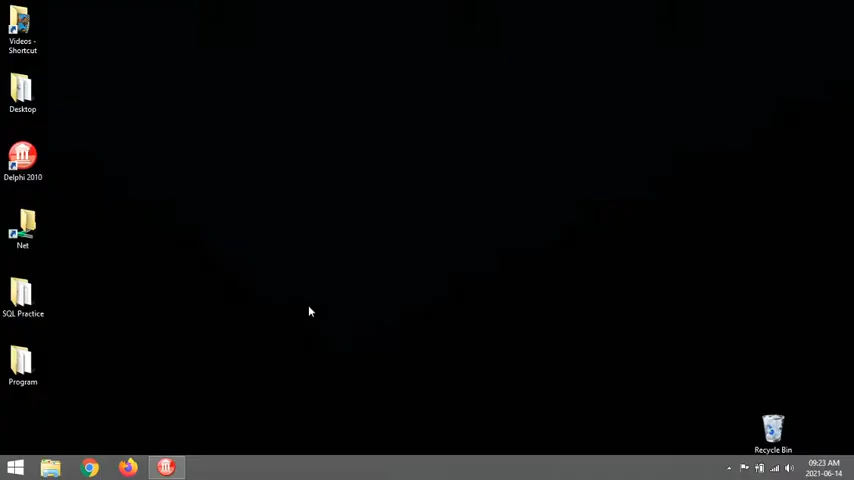 Videos -
Shortcut
Desktop
Delphi 2010
Net
SQL Practice
Program
Recycle Bin
09:23 AM
2021-06-14